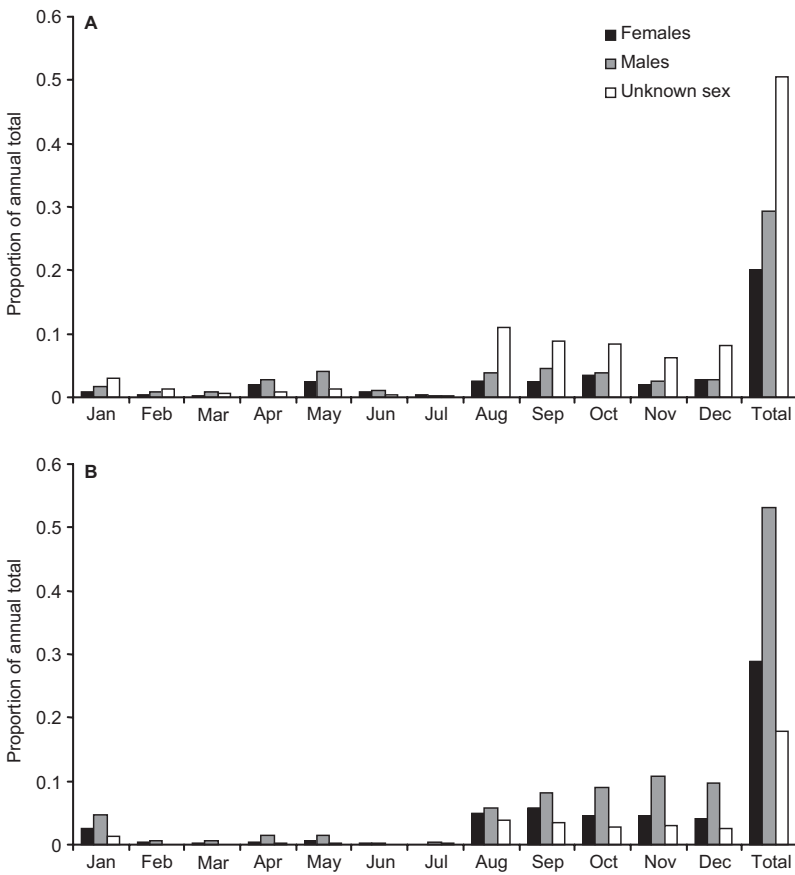 A
Females
Males
Unknown sex
Proportion of annual total
0.6
0.5
0.4
0.3
0.2
0.1
0
Jan Feb Mar Apr May Jun Jul Aug Sep Oct Nov Dec Total
B
Proportion of annual total
0.6
0.5
0.4
0.3
0.2
0.1
0
Jan Feb Mar Apr May Jun Jul Aug Sep Oct Nov Dec Total